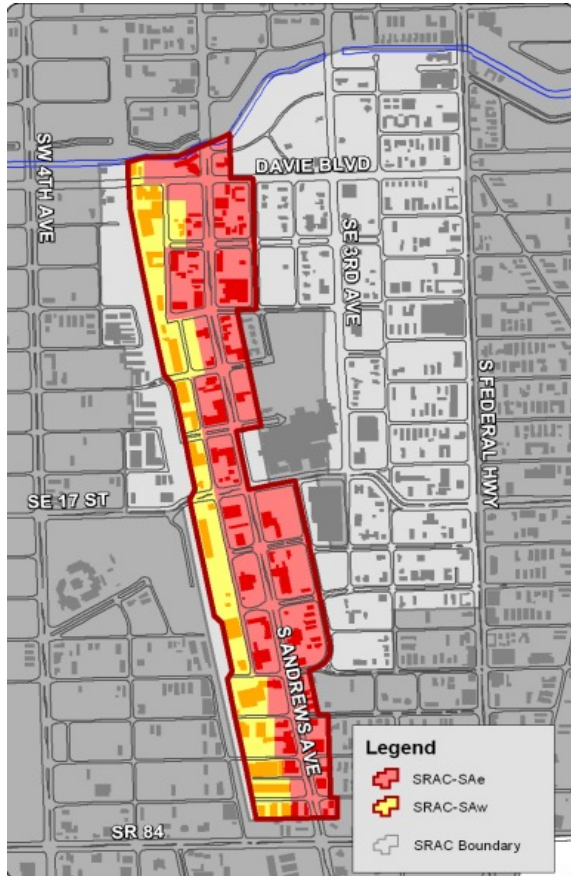 DAVIE BLVD
SW 4TH AVE
SE 3RD AVE
S FEDERAL HWY
SE 17 ST
S ANDREWS AVE
SR 84
Legend
SRAC-SAe
SRAC-SAw
SRAC Boundary